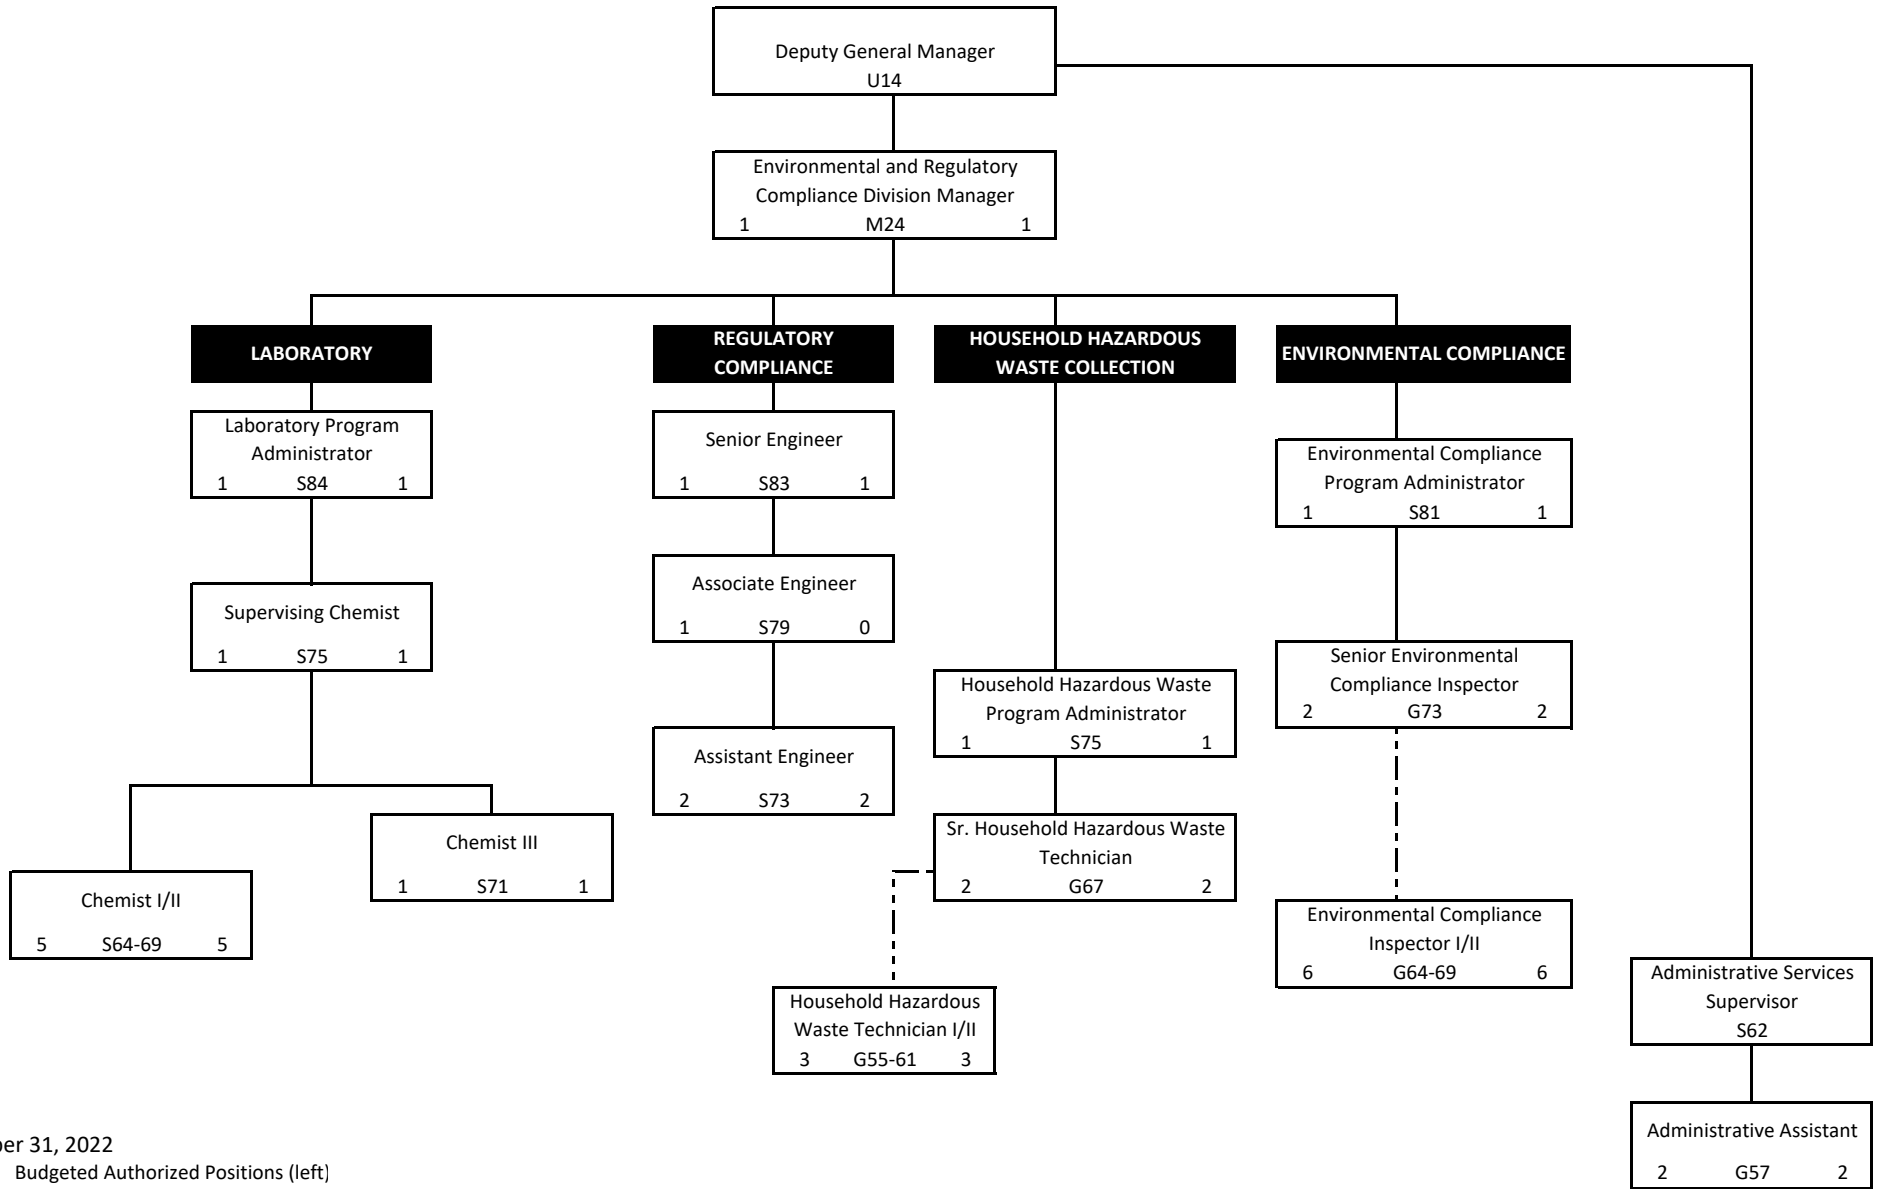 Deputy General Manager
U14
Environmental and Regulatory
Compliance Division Manager
1 M24 1
LABORATORY
Laboratory Program
Administrator
1 S84 1
Supervising Chemist
1 S75 1
Chemist I/II
5 S64-69 5
Chemist III
1 S71 1
REGULATORY
COMPLIANCE
Senior Engineer
1 S83 1
Associate Engineer
1 S79 0
Assistant Engineer
2 S73 2
HOUSEHOLD HAZARDOUS
WASTE COLLECTION
Household Hazardous Waste
Program Administrator
1 S75 1
Sr. Household Hazardous Waste
Technician
2 G67 2
Household Hazardous
Waste Technician I/II
3 G55-61 3
ENVIRONMENTAL COMPLIANCE
Environmental Compliance
Program Administrator
1 S81 1
Senior Environmental
Compliance Inspector
2 G73 2
Environmental Compliance
Inspector I/II
6 G64-69 6
Administrative Services
Supervisor
S62
Administrative Assistant
2 G57 2
31, 2022
Budgeted Authorized Positions (left)